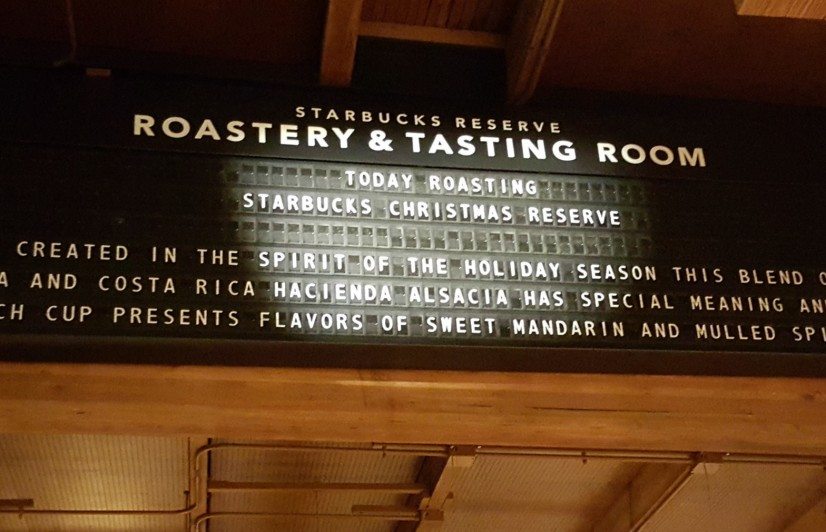 STARBUCKS RESERVE
ROASTERY & TASTING ROOM
TODAY ROASTING
STARBUCKS CHRISTMAS RESERVE
CREATED IN THE SPIRIT OF THE HOLIDAY SEASON THIS BLEND
AND COSTA RICA HACIENDA ALSACIA HAS SPECIAL MEANING
CUP PRESENTS FLAVORS OF SWEET MANDARIN AND MULLED